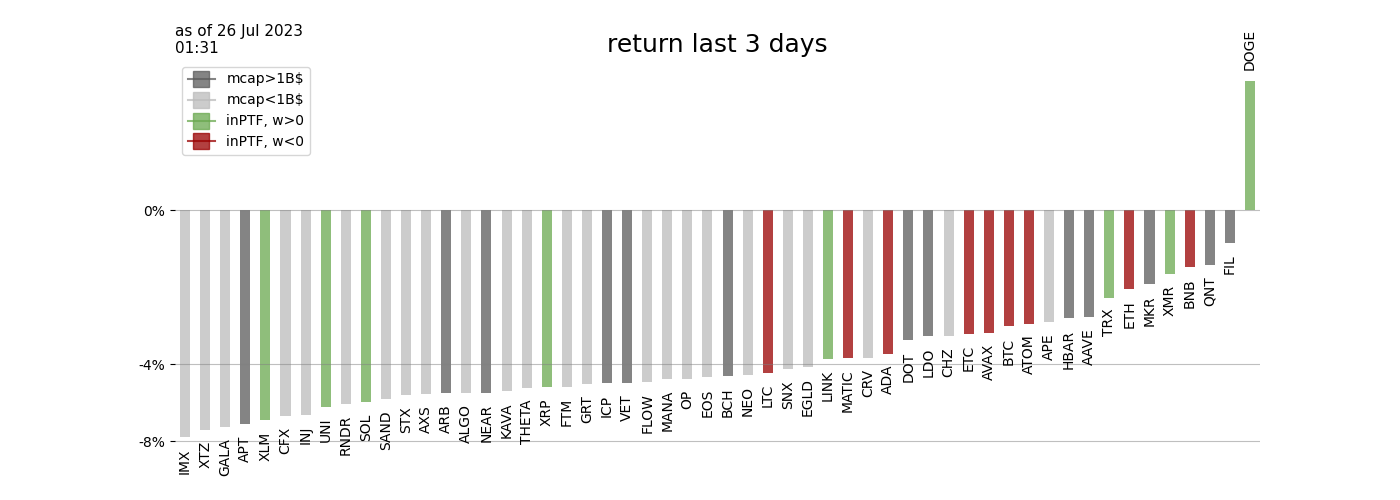 as of 26 Jul 2023
01:31
return last 3 days
mcap>1B$
mcap<1B$
inPTF, w>0
inPTF, w<0
0%
-4%
-8%
IMX
XTZ
GALA
APT
XLM
CFX
INJ
UNI
RNDR
SOL
SAND
STX
AXS
ARB
ALGO
NEAR
KAVA
THETA
XRP
FTM
GRT
ICP
VET
FLOW
MANA
OP
EOS
BCH
NEO
LTC
SNX
EGLD
LINK
MATIC
CRV
ADA
DOT
LDO
CHZ
ETC
AVAX
BTC
ATOM
APE
HBAR
AAVE
TRX
ETH
MKR
XMR
BNB
QNT
FIL
DOGE